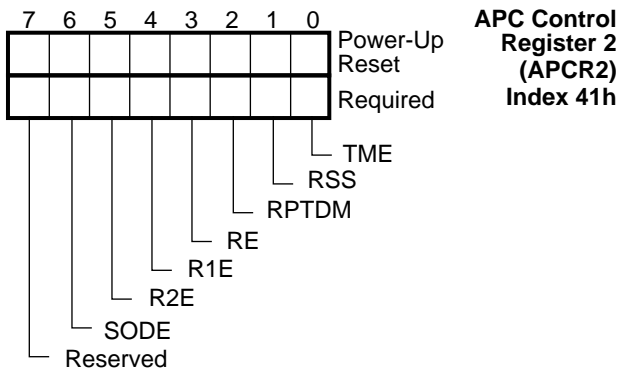 7 6 5 4 3 2 1 0
Power-Up
Reset
Required
APC Control
Register 2
(APCR2)
Index 41h
TME
RSS
RPTDM
RE
R1E
R2E
SODE
Reserved